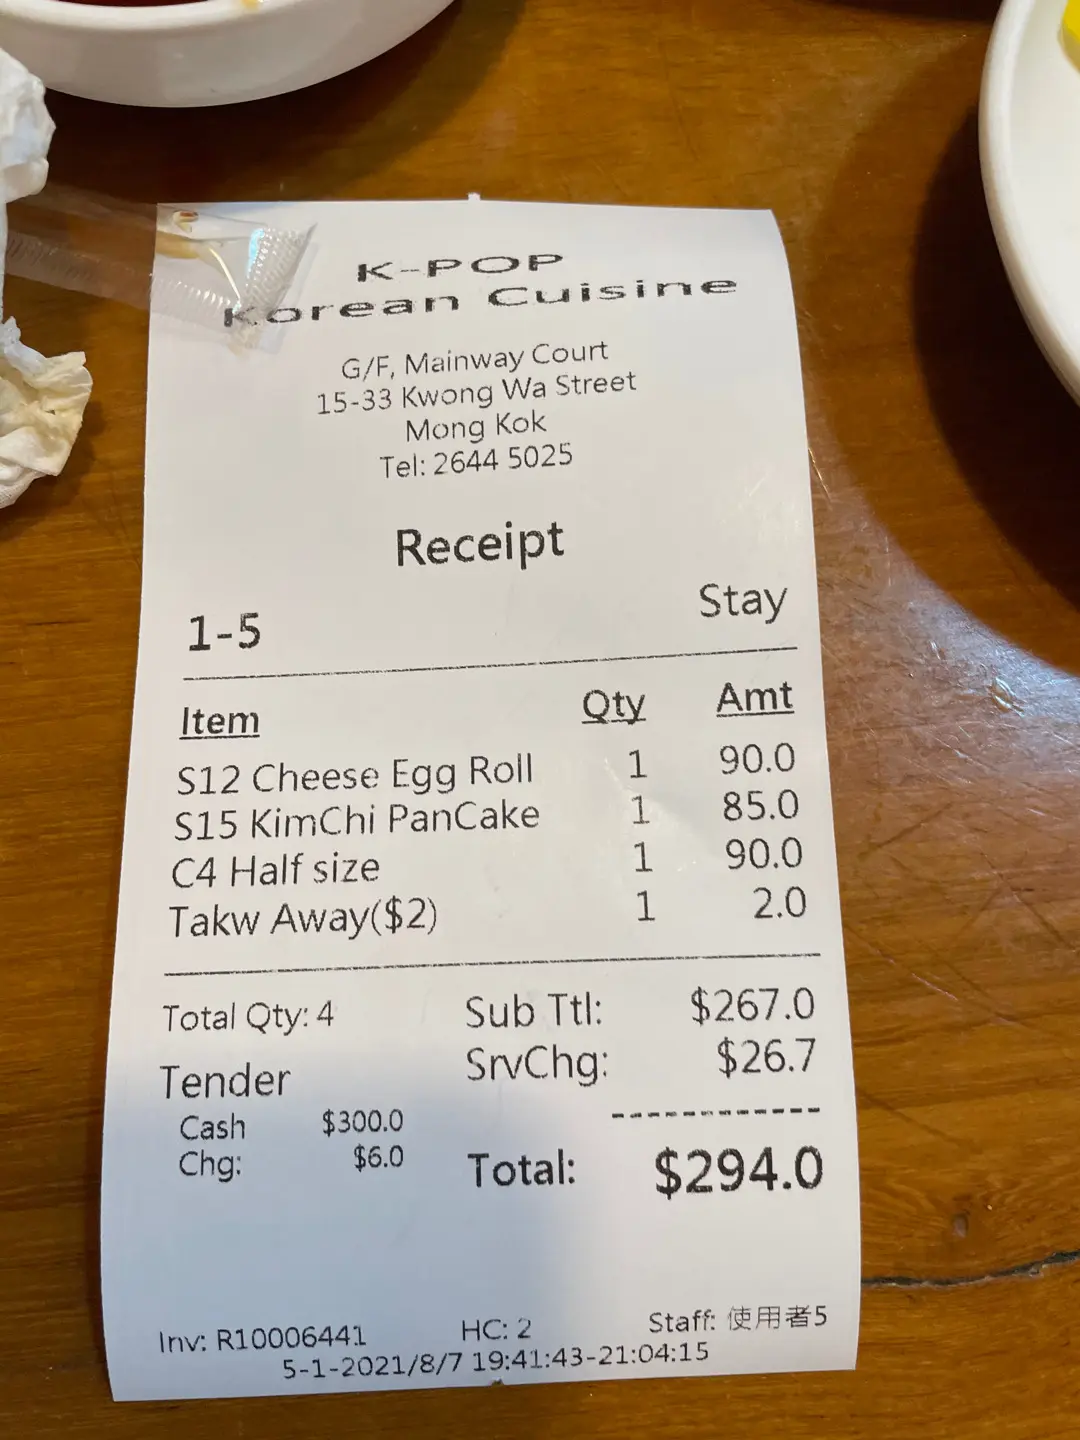 K-POP
Korean Cuisine
G/F, Mainway Court
15-33 Kwong Wa Street
Mong Kok
Tel: 2644 5025
Receipt
1-5 Stay
Item Qty Amt
S12 Cheese Egg Roll 1 90.0
S15 KimChi PanCake 1 85.0
C4 Half size 1 90.0
Takw Away($2) 1 2.0
Total Qty: 4 Sub Ttl: $267.0
SrvChg: $26.7
Tender
Cash $300.0
Chg: $6.0
Total: $294.0
Inv: R10006441 HC: 2 Staff: 使用者5
5-1-2021/8/7 19:41:43-21:04:15